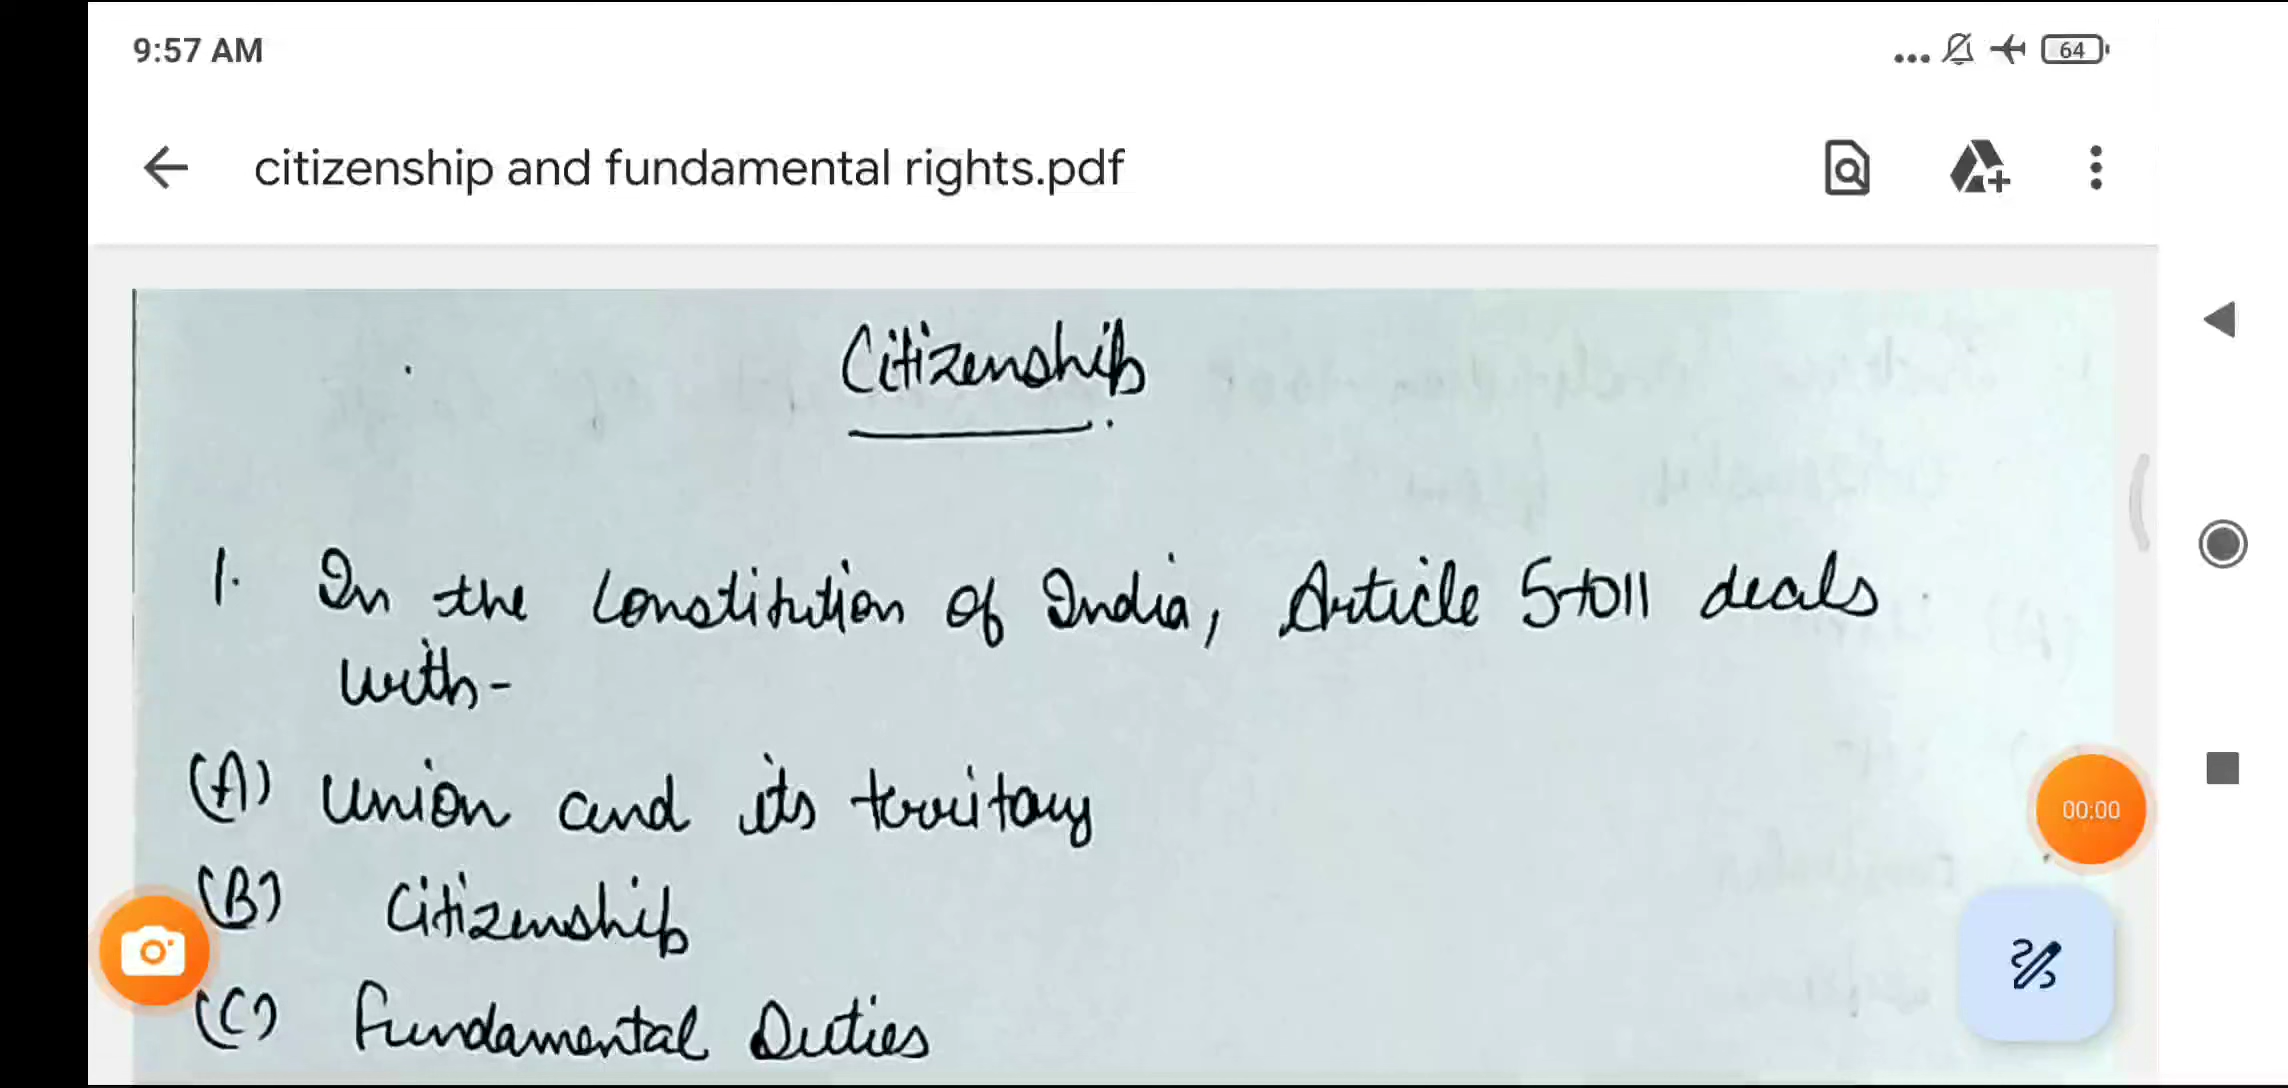 9:57 AM
... 64
citizenship and fundamental rights.pdf
Citizenship
1. In the Constitution of India, Article 5 to 11 deals
with-
(A) Union and its territory
(B) Citizenship
(C) Fundamental Duties
00:00